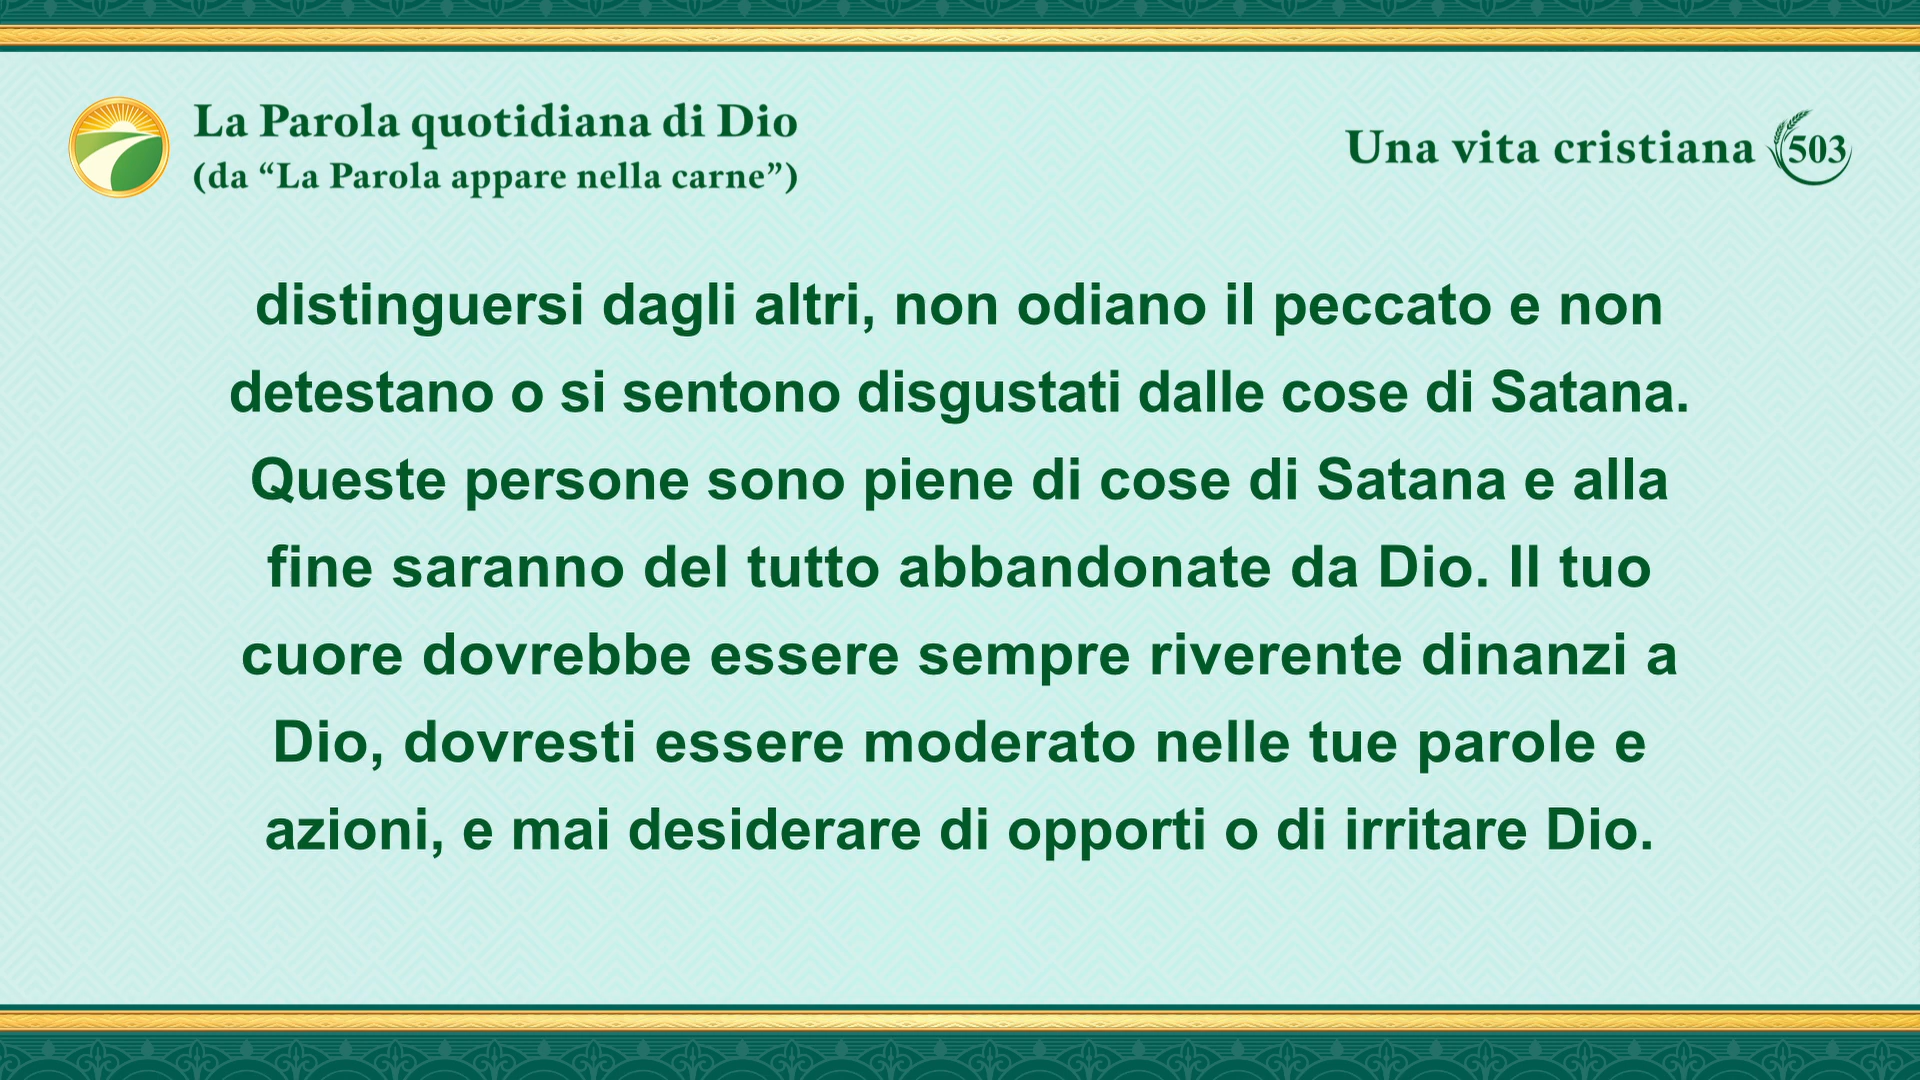 La Parola quotidiana di Dio
(da “La Parola appare nella carne”)
Una vita cristiana 503
distinguersi dagli altri, non odiano il peccato e non
detestano o si sentono disgustati dalle cose di Satana.
Queste persone sono piene di cose di Satana e alla
fine saranno del tutto abbandonate da Dio. Il tuo
cuore dovrebbe essere sempre riverente dinanzi a
Dio, dovresti essere moderato nelle tue parole e
azioni, e mai desiderare di opporti o di irritare Dio.